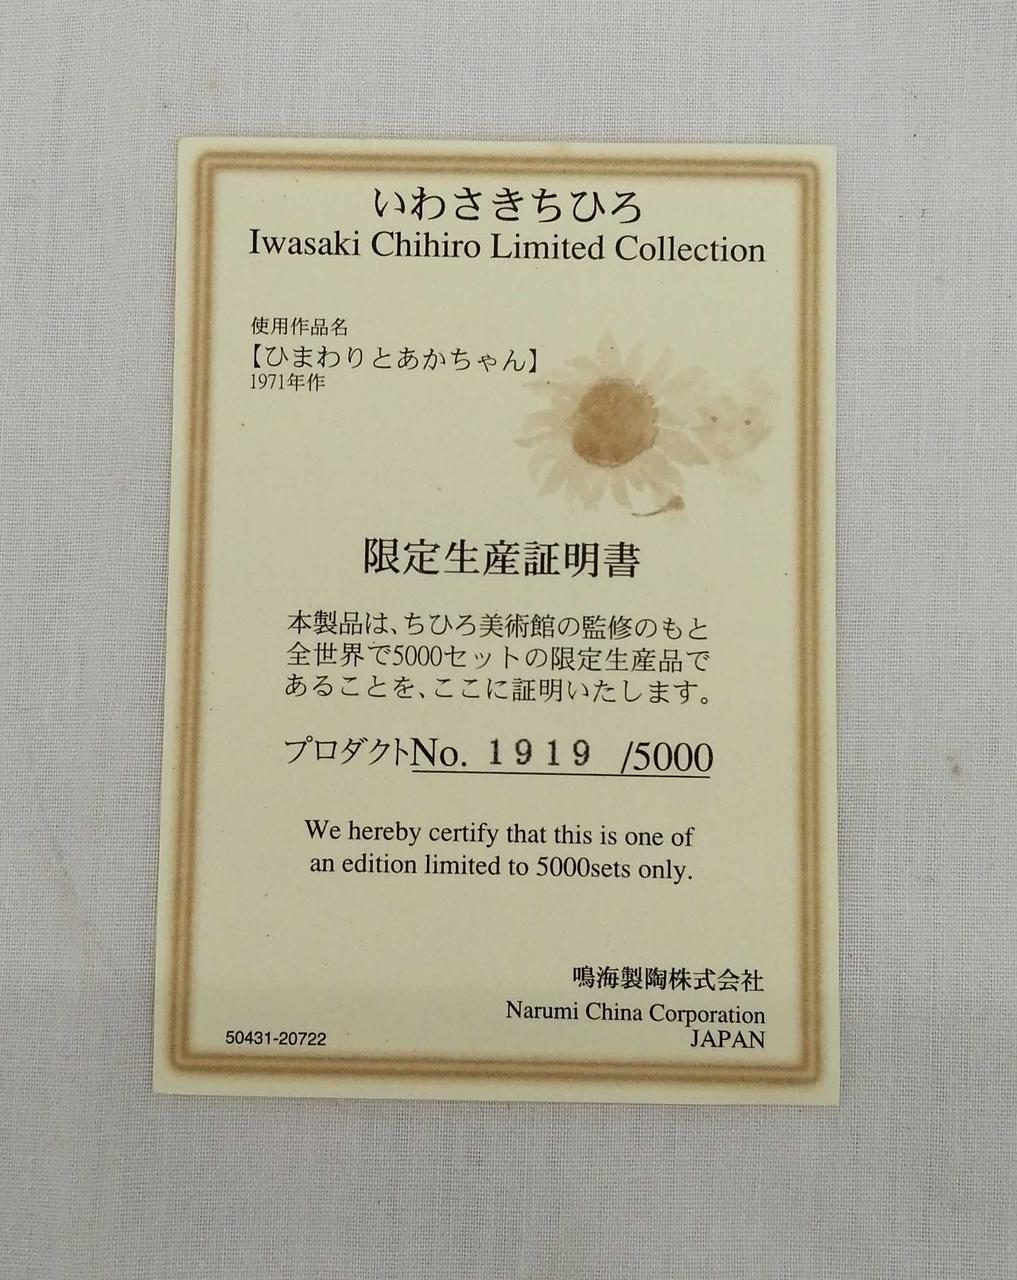 いわさきちひろ
Iwasaki Chihiro Limited Collection
使用作品名
【ひまわりとあかちゃん】
1971年作
限定生産証明書
本製品は、ちひろ美術館の監修のもと
全世界で5000セットの限定生産品で
あることを、ここに証明いたします。
プロダクトNo. 1919 /5000
We hereby certify that this is one of
an edition limited to 5000sets only.
鳴海製陶株式会社
Narumi China Corporation
JAPAN
50431-20722